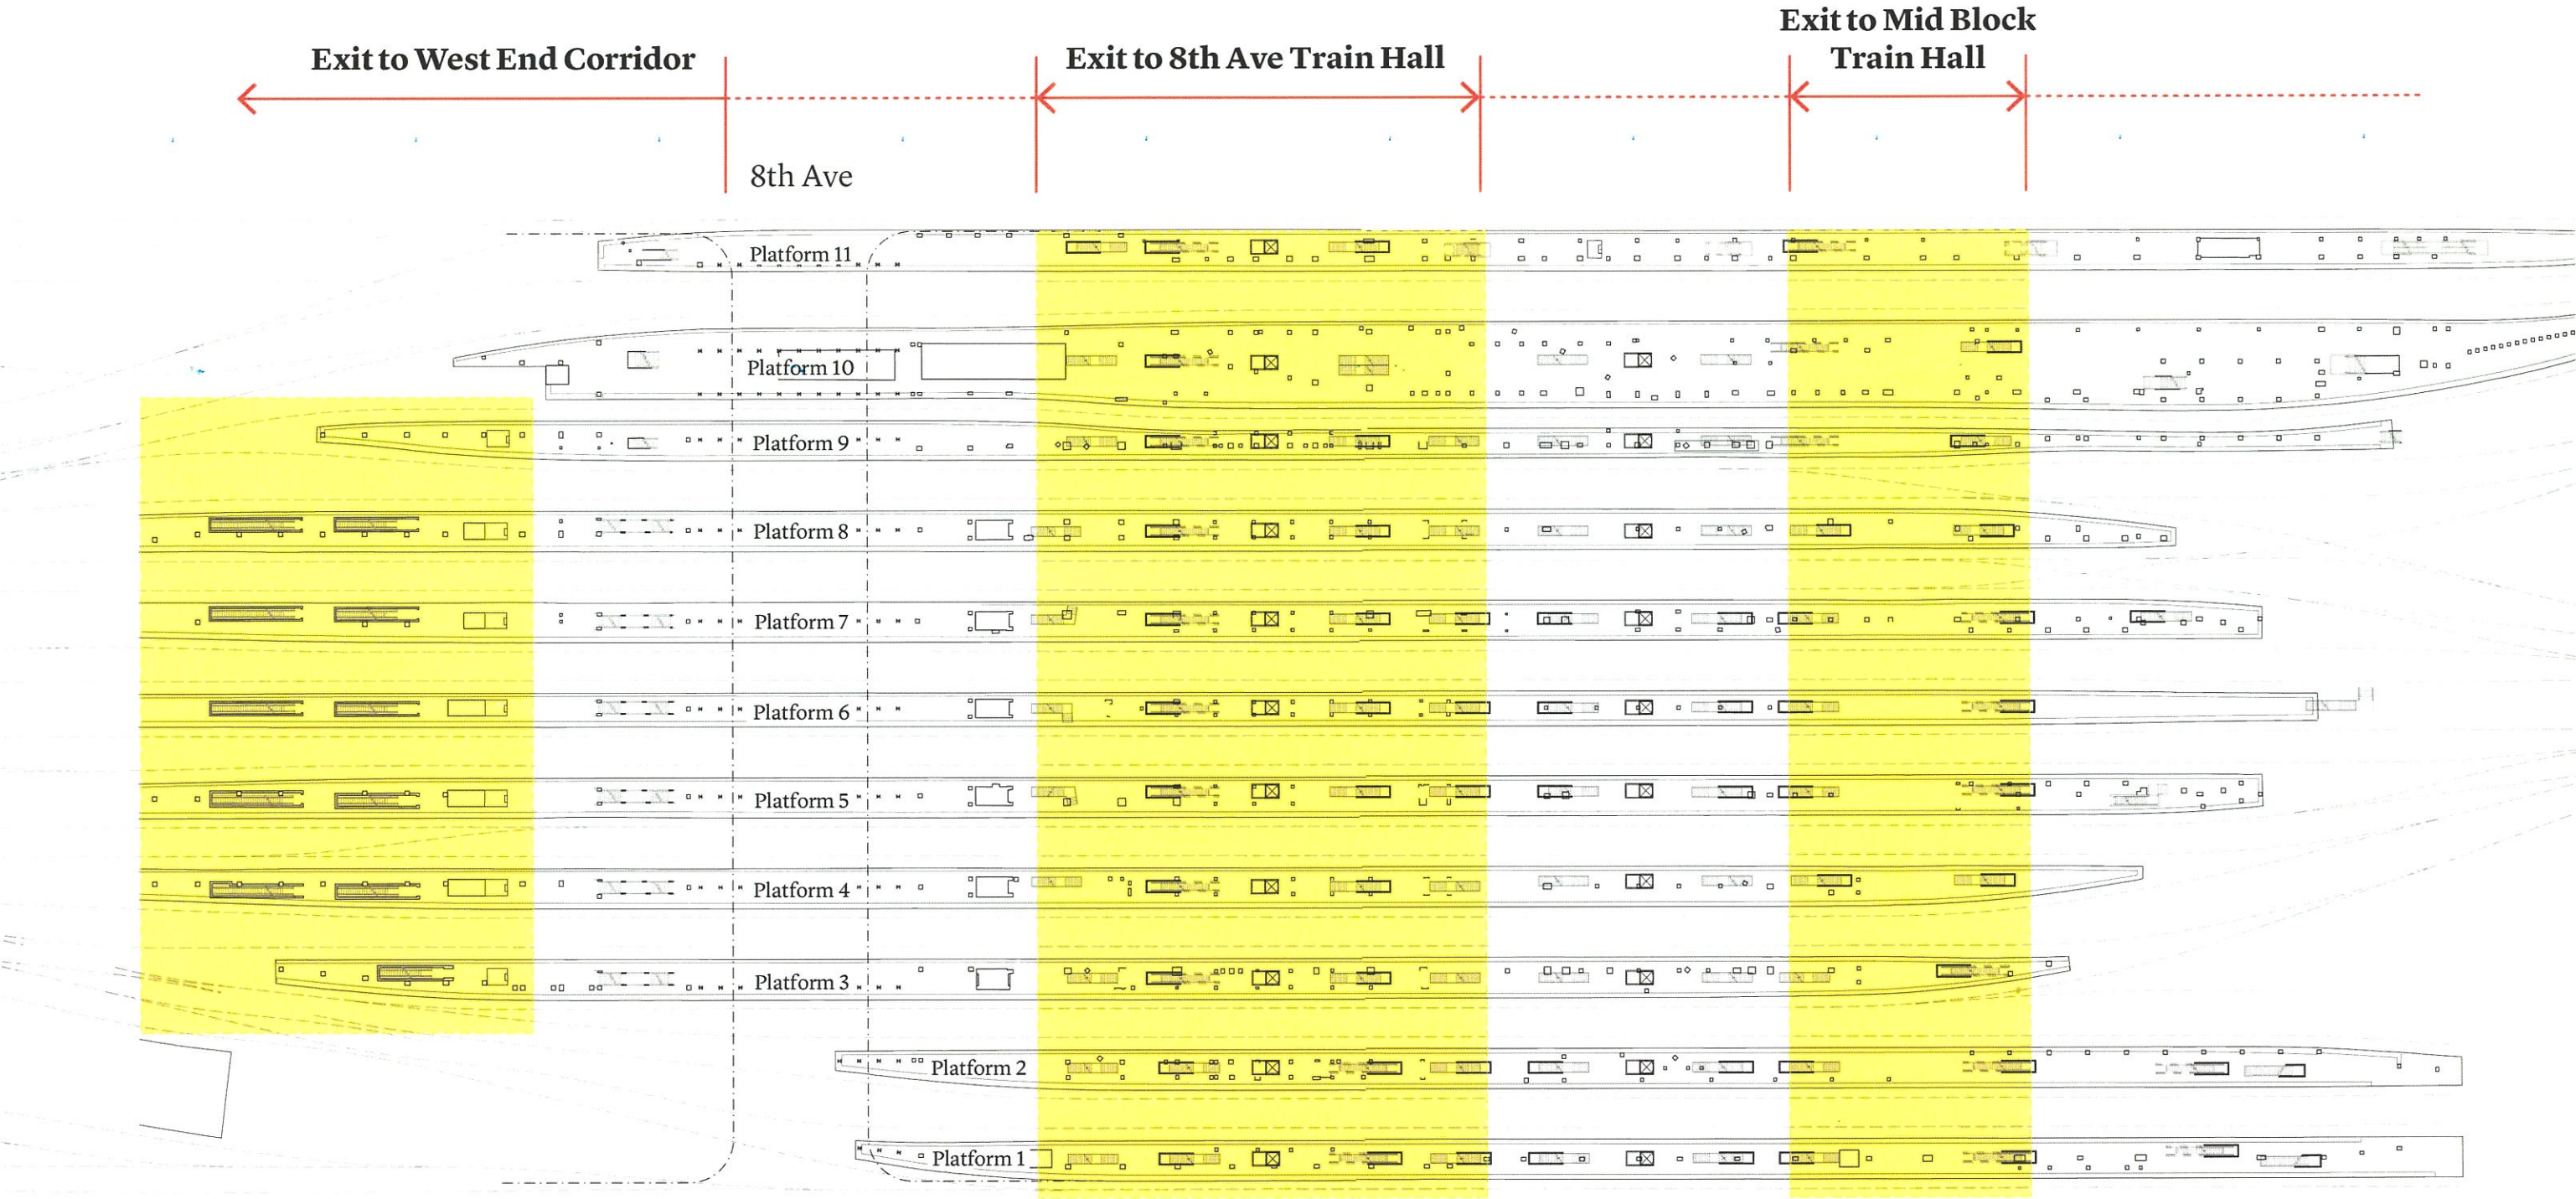 Exit to West End Corridor
Exit to 8th Ave Train Hall
Exit to Mid Block
Train Hall
8th Ave
Platform 11
Platform 10
Platform 9
Platform 8
Platform 7
Platform 6
Platform 5
Platform 4
Platform 3
Platform 2
Platform 1